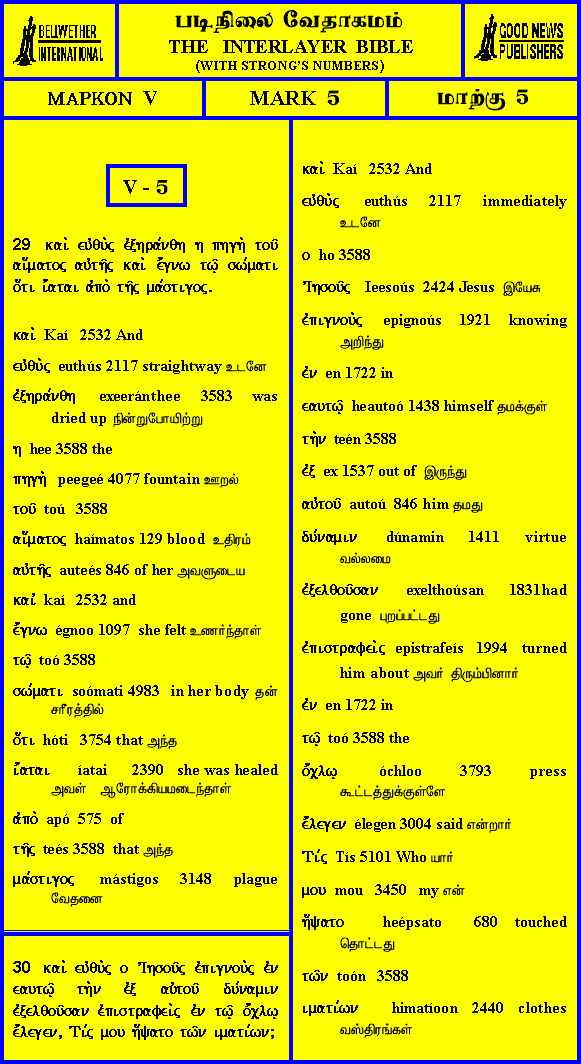 BELLWETHER
INTERNATIONAL
படிநிலை வேதாகமம்
THE INTERLAYER BIBLE
(WITH STRONG'S NUMBERS)
GOOD NEWS
PUBLISHERS
ΜΑΡΚΟΝ V
MARK 5
மாற்கு 5
V - 5
29 καὶ εὐθὺς ἐξηράνθη η πηγὴ τοῦ
αἵματος αὐτῆς καὶ ἔγνω τῷ σώματι
ὅτι ἴαται ἀπὸ τῆς μάστιγος.
καὶ Kaí 2532 And
εὐθὺς euthús 2117 straightway உடனே
ἐξηράνθη exeeránthee 3583 was
dried up நின்றுபோயிற்று
η hee 3588 the
πηγὴ peegeé 4077 fountain ஊறல்
τοῦ toú 3588
αἵματος haímatos 129 blood உதிரம்
αὐτῆς auteés 846 of her அவளுடைய
καὶ kaí 2532 and
ἔγνω égnoo 1097 she felt உணர்ந்தாள்
τῷ toó 3588
σώματι soómati 4983 in her body தன்
சரீரத்தில்
ὅτι hóti 3754 that அந்த
ἴαται íatai 2390 she was healed
அவள் ஆரோக்கியமடைந்தாள்
ἀπὸ apó 575 of
τῆς teés 3588 that அந்த
μάστιγος mástigos 3148 plague
வேதனை
30 καὶ εὐθὺς ο Ἰησοῦς ἐπιγνοὺς ἐν
εαυτῷ τὴν ἐξ αὐτοῦ δύναμιν
ἐξελθοῦσαν ἐπιστραφεὶς ἐν τῷ ὄχλῳ
ἔλεγεν, Τίς μου ἥψατο τῶν ιματίων;
καὶ Kaí 2532 And
εὐθὺς euthús 2117 immediately
உடனே
ο ho 3588
Ἰησοῦς Ieesoús 2424 Jesus இயேசு
ἐπιγνοὺς epignoús 1921 knowing
அறிந்து
ἐν en 1722 in
εαυτῷ heautoó 1438 himself தமக்குள்
τὴν teén 3588
ἐξ ex 1537 out of இருந்து
αὐτοῦ autoú 846 him தமது
δύναμιν dúnamin 1411 virtue
வல்லமை
ἐξελθοῦσαν exelthoúsan 1831had
gone புறப்பட்டது
ἐπιστραφεὶς epistrafeís 1994 turned
him about அவர் திரும்பினார்
ἐν en 1722 in
τῷ toó 3588 the
ὄχλῳ óchloo 3793 press
கூட்டத்துக்குள்ளே
ἔλεγεν élegen 3004 said என்றார்
Τίς Tís 5101 Who யார்
μου mou 3450 my என்
ἥψατο heépsato 680 touched
தொட்டது
τῶν toón 3588
ιματίων himatíoon 2440 clothes
வஸ்திரங்கள்